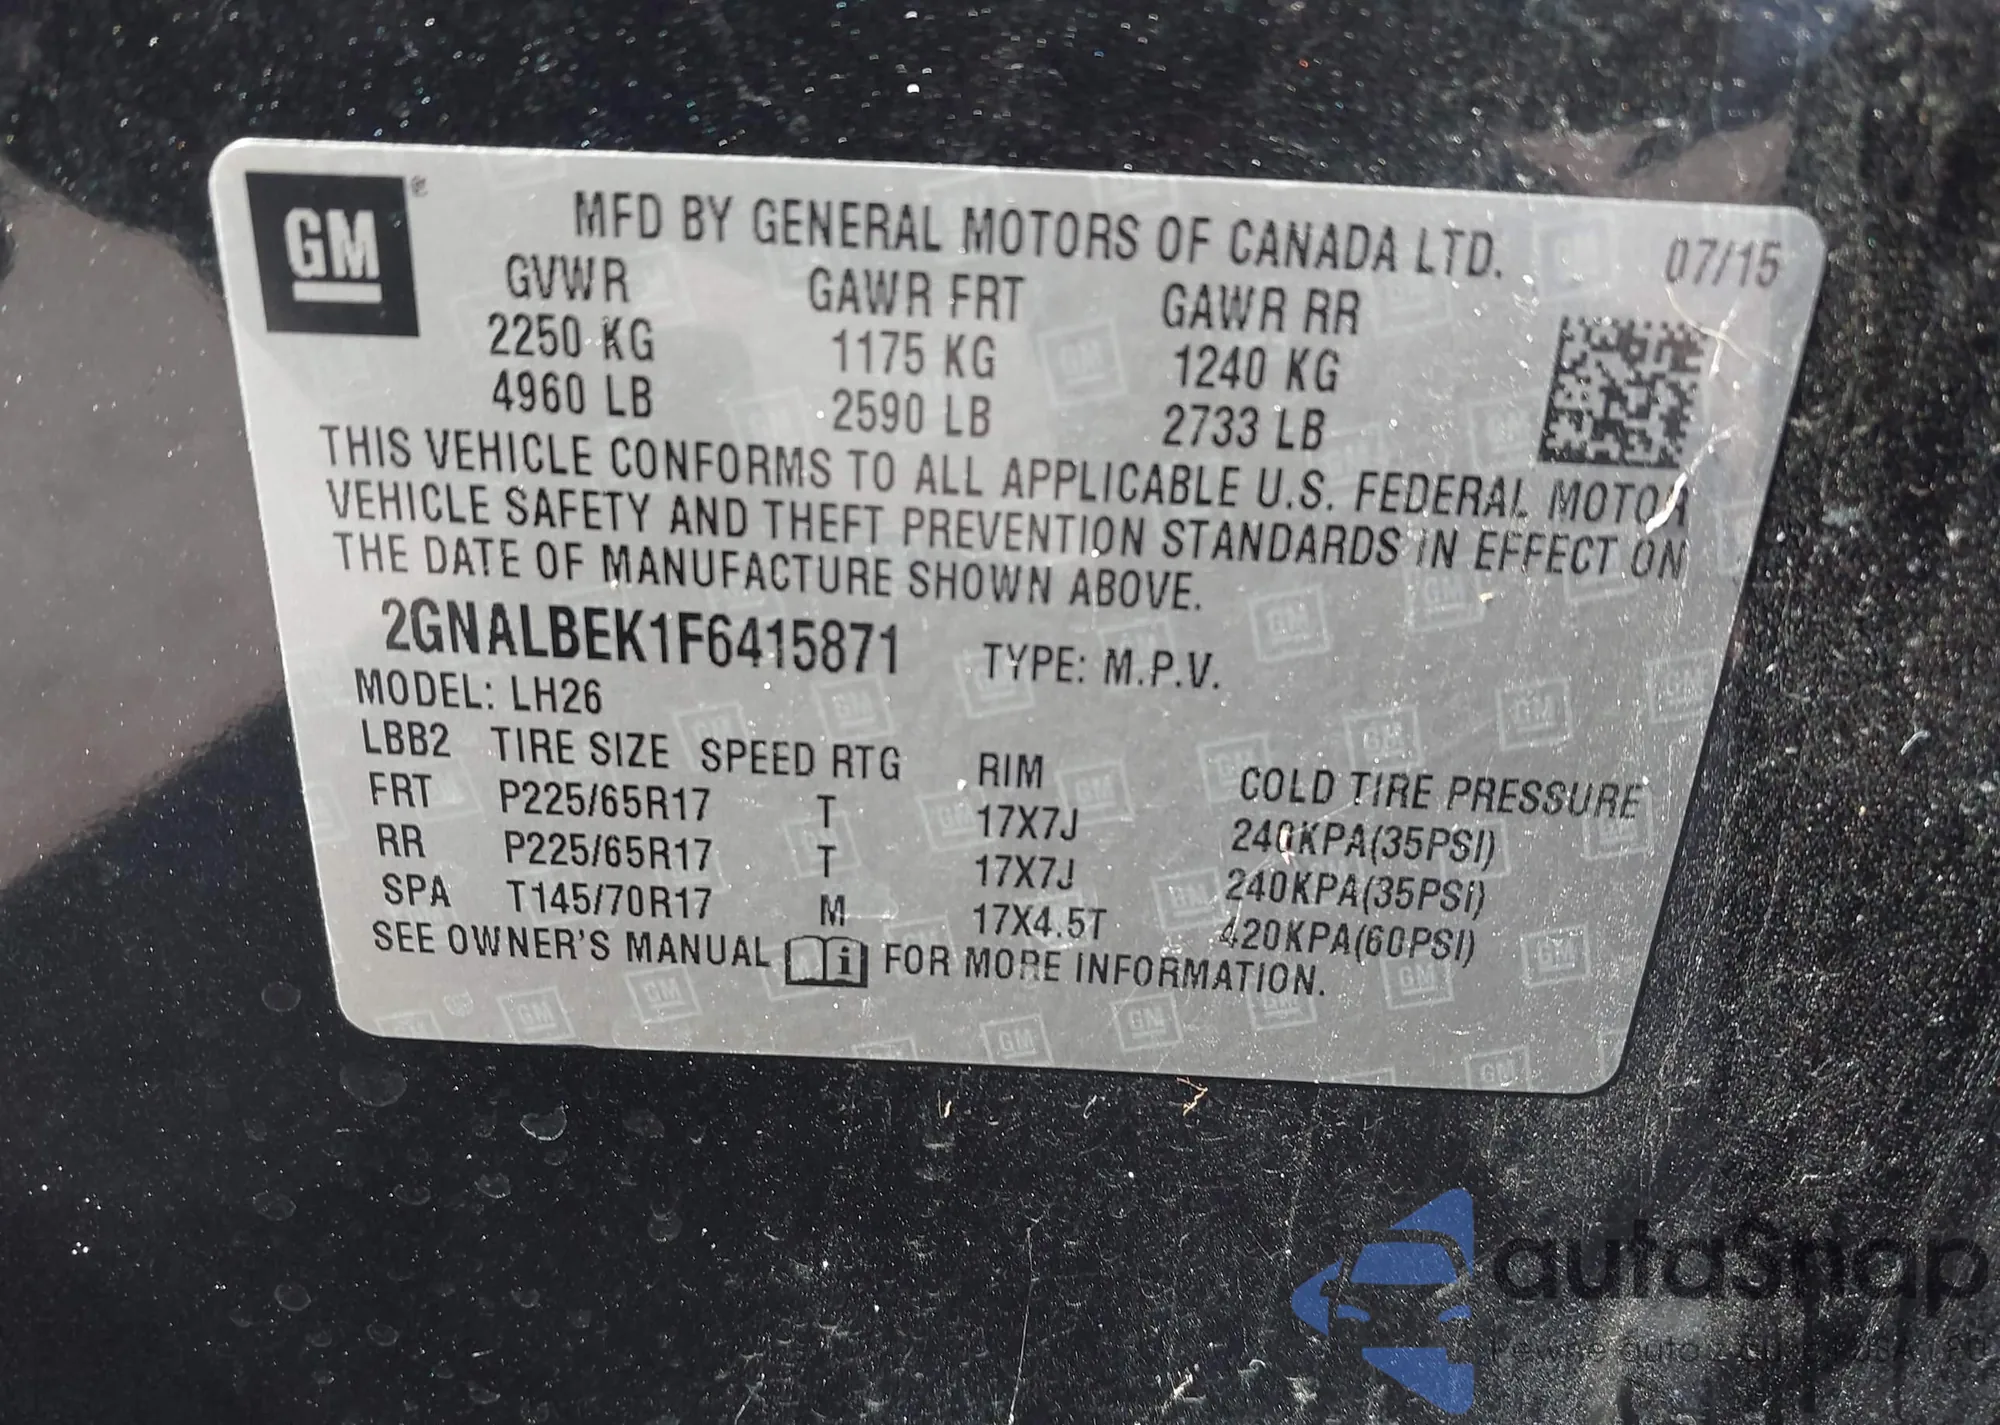 GM ®
MFD BY GENERAL MOTORS OF CANADA LTD. 07/15
GVWR GAWR FRT GAWR RR
2250 KG 1175 KG 1240 KG
4960 LB 2590 LB 2733 LB
THIS VEHICLE CONFORMS TO ALL APPLICABLE U.S. FEDERAL MOTOR
VEHICLE SAFETY AND THEFT PREVENTION STANDARDS IN EFFECT ON
THE DATE OF MANUFACTURE SHOWN ABOVE.
2GNALBEK1F6415871 TYPE: M.P.V.
MODEL: LH26
LBB2 TIRE SIZE SPEED RTG RIM COLD TIRE PRESSURE
FRT P225/65R17 T 17X7J 240KPA(35PSI)
RR P225/65R17 T 17X7J 240KPA(35PSI)
SPA T145/70R17 M 17X4.5T 420KPA(60PSI)
SEE OWNER'S MANUAL i FOR MORE INFORMATION.
autoSnap